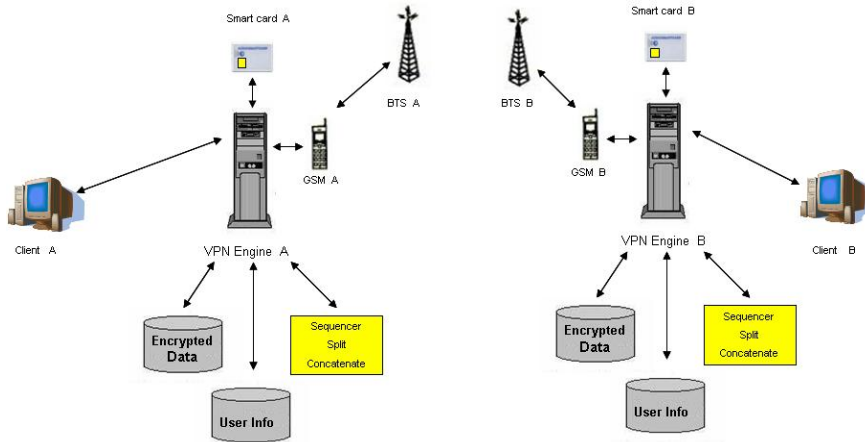 Smart card A
Smart card B
BTS A
BTS B
GSM A
GSM B
Client A
VPN Engine A
VPN Engine B
Client B
Encrypted
Data
Sequencer
Split
Concatenate
User Info
Encrypted
Data
Sequencer
Split
Concatenate
User Info